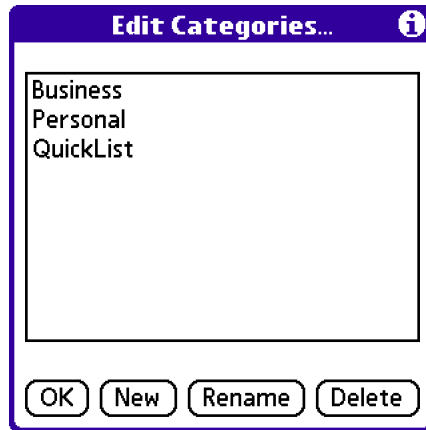 Edit Categories...
i
Business
Personal
QuickList
OK New Rename Delete